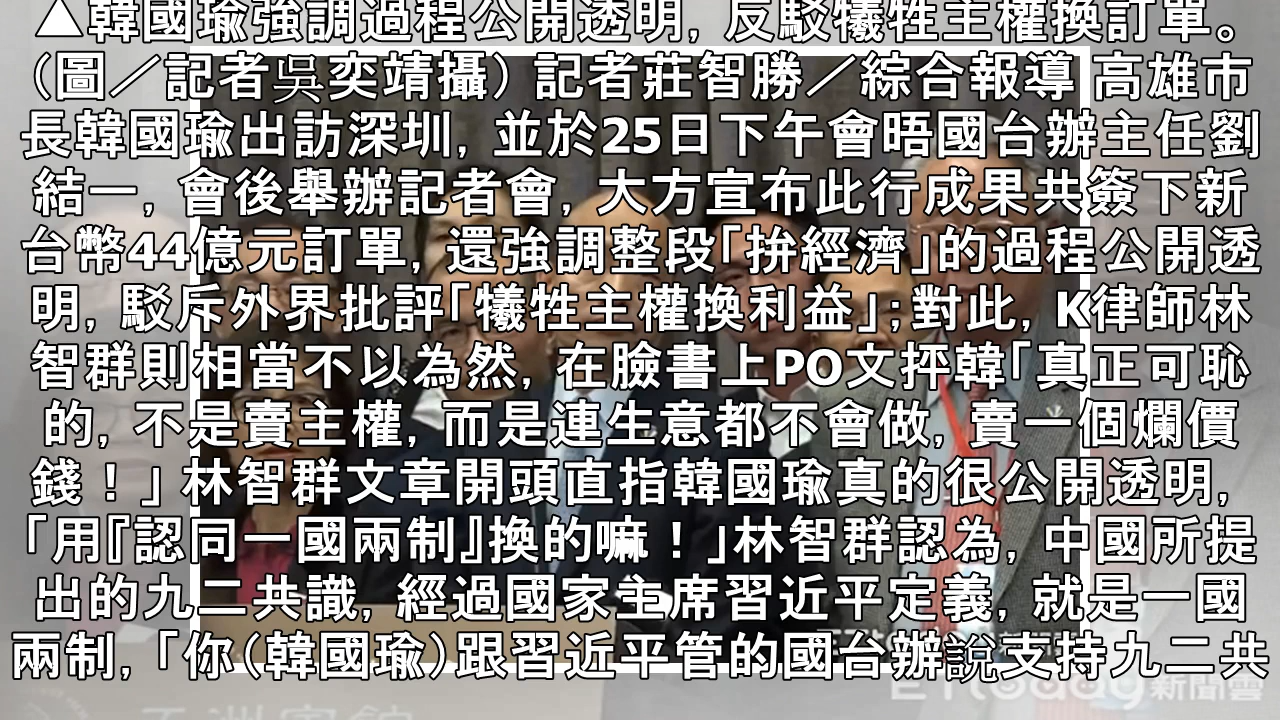 ▲韓國瑜強調過程公開透明, 反駁犧牲主權換訂單。
(圖／記者吳奕靖攝) 記者莊智勝／綜合報導 高雄市
長韓國瑜出訪深圳, 並於25日下午會晤國台辦主任劉
結一, 會後舉辦記者會, 大方宣布此行成果共簽下新
台幣44億元訂單, 還強調整段｢拚經濟｣的過程公開透
明, 駁斥外界批評｢犧牲主權換利益｣;對此, K律師林
智群則相當不以為然, 在臉書上PO文抨韓｢真正可恥
的, 不是賣主權, 而是連生意都不會做, 賣一個爛價
錢！｣ 林智群文章開頭直指韓國瑜真的很公開透明,
｢用『認同一國兩制』換的嘛！｣林智群認為, 中國所提
出的九二共識, 經過國家主席習近平定義, 就是一國
兩制,｢你(韓國瑜)跟習近平管的國台辦說支持九二共
ETtoday新聞雲